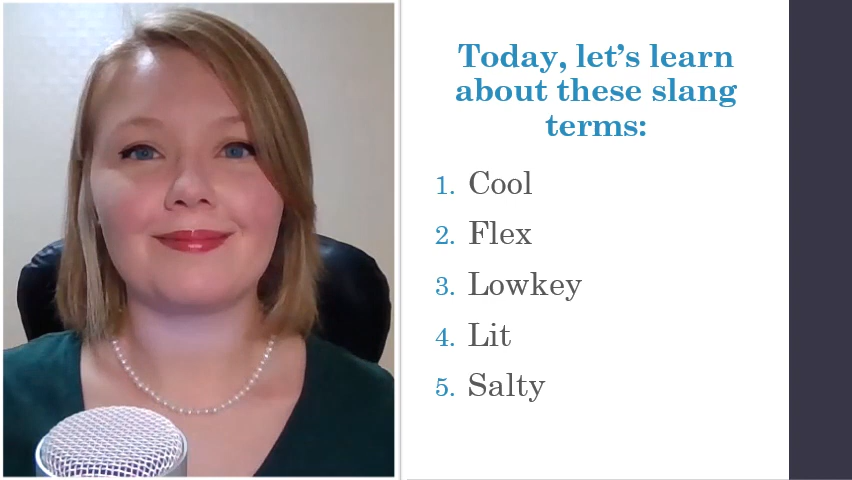 Today, let’s learn
about these slang
terms:
1. Cool
2. Flex
3. Lowkey
4. Lit
5. Salty